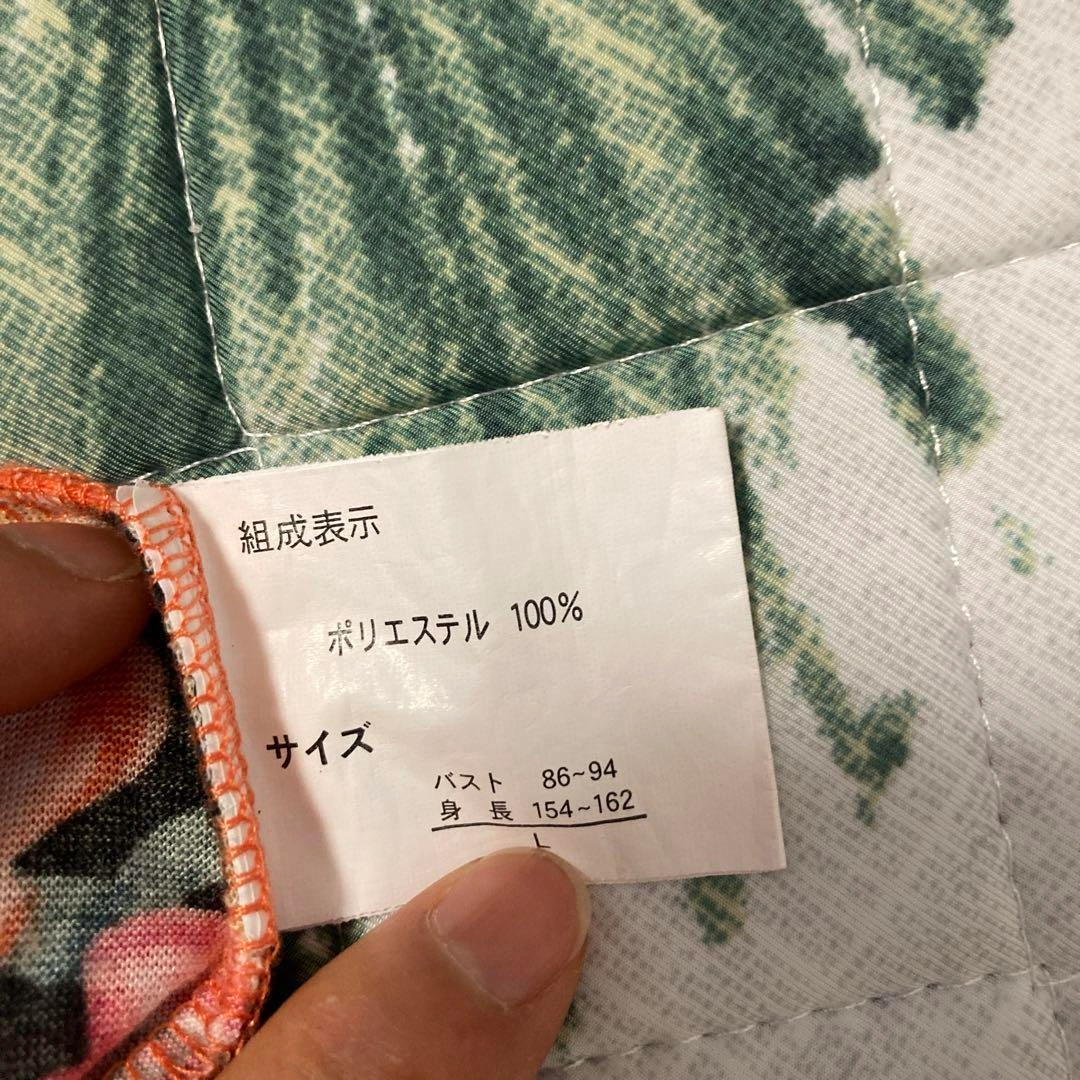 組成表示
ポリエステル 100%
サイズ
バスト 86~94
身 長 154~162
L